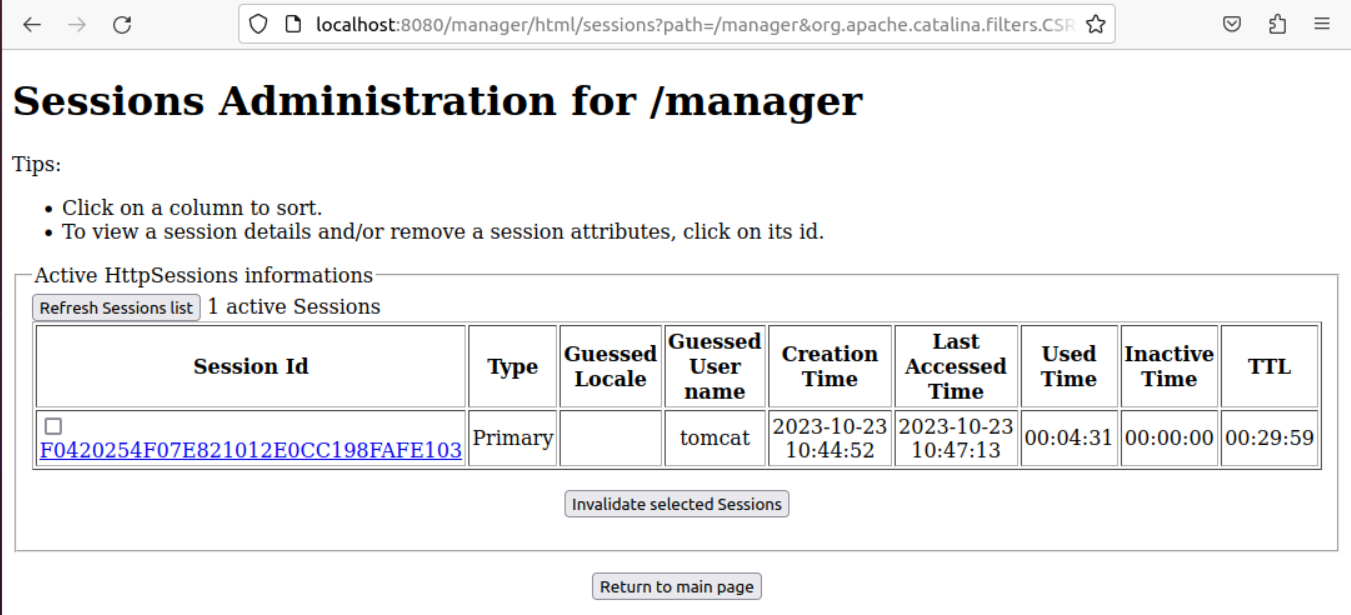 localhost:8080/manager/html/sessions?path=/manager&org.apache.catalina.filters.CSR
Sessions Administration for /manager
Tips:
• Click on a column to sort.
• To view a session details and/or remove a session attributes, click on its id.
Active HttpSessions informations
Refresh Sessions list 1 active Sessions
Session Id Type Guessed Locale Guessed User name Creation Time Last Accessed Time Used Time Inactive Time TTL
F0420254F07E821012E0CC198FAFE103 Primary tomcat 2023-10-23 10:44:52 2023-10-23 10:47:13 00:04:31 00:00:00 00:29:59
Invalidate selected Sessions
Return to main page